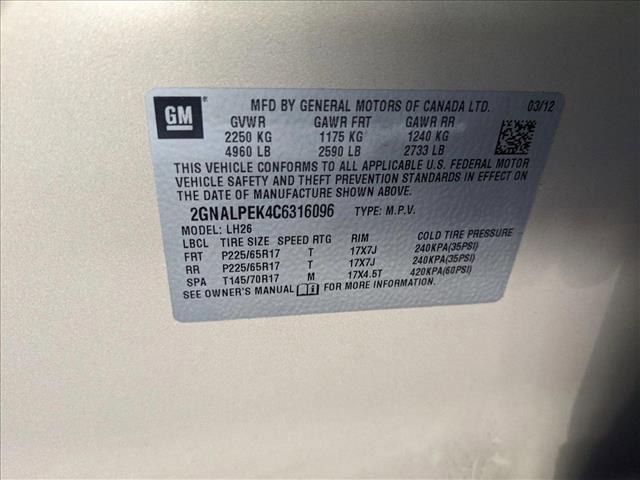 GM
MFD BY GENERAL MOTORS OF CANADA LTD. 03/12
GVWR GAWR FRT GAWR RR
2250 KG 1175 KG 1240 KG
4960 LB 2590 LB 2733 LB
THIS VEHICLE CONFORMS TO ALL APPLICABLE U.S. FEDERAL MOTOR
VEHICLE SAFETY AND THEFT PREVENTION STANDARDS IN EFFECT
ON THE DATE OF MANUFACTURE SHOWN ABOVE.
2GNALPEK4C6316096 TYPE: M.P.V.
MODEL: LH26
LBCL TIRE SIZE SPEED RTG RIM COLD TIRE PRESSURE
FRT P225/65R17 T 17X7J 240KPA(35PSI)
RR P225/65R17 T 17X7J 240KPA(35PSI)
SPA T145/70R17 M 17X4.5T 420KPA(60PSI)
SEE OWNER'S MANUAL FOR MORE INFORMATION.